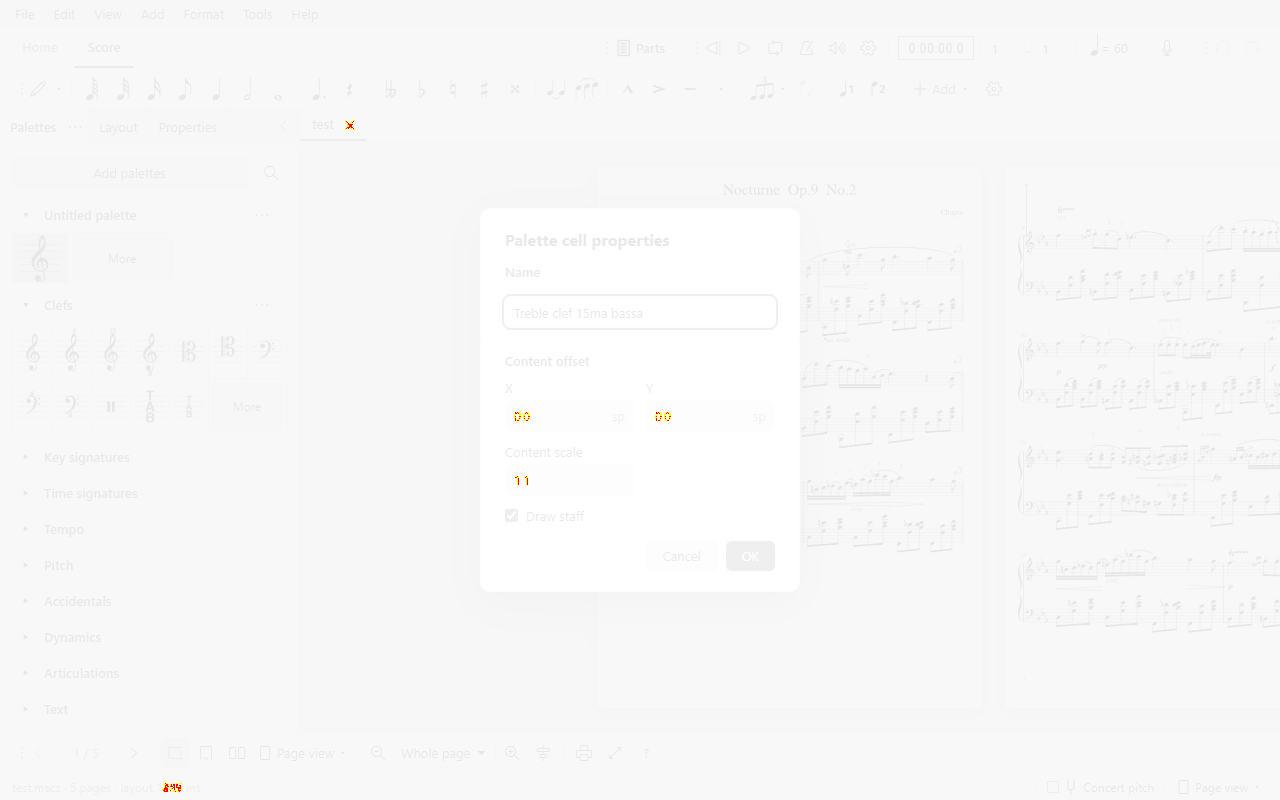 File Edit View Add Format Tools Help
Home Score Parts 0:00:00.0 1 . 1 = 60
Add
Palettes Layout Properties test
Add palettes
Untitled palette
More
Clefs
More
Key signatures
Time signatures
Tempo
Pitch
Accidentals
Dynamics
Articulations
Text
Nocturne Op.9 No.2
Chopin
Palette cell properties
Name
Treble clef 15ma bassa
Content offset
X Y
sp sp
Content scale
11
Draw staff
Cancel OK
1 / 5 Page view Whole page
test.mscz · 5 pages · layout
Concert pitch Page view